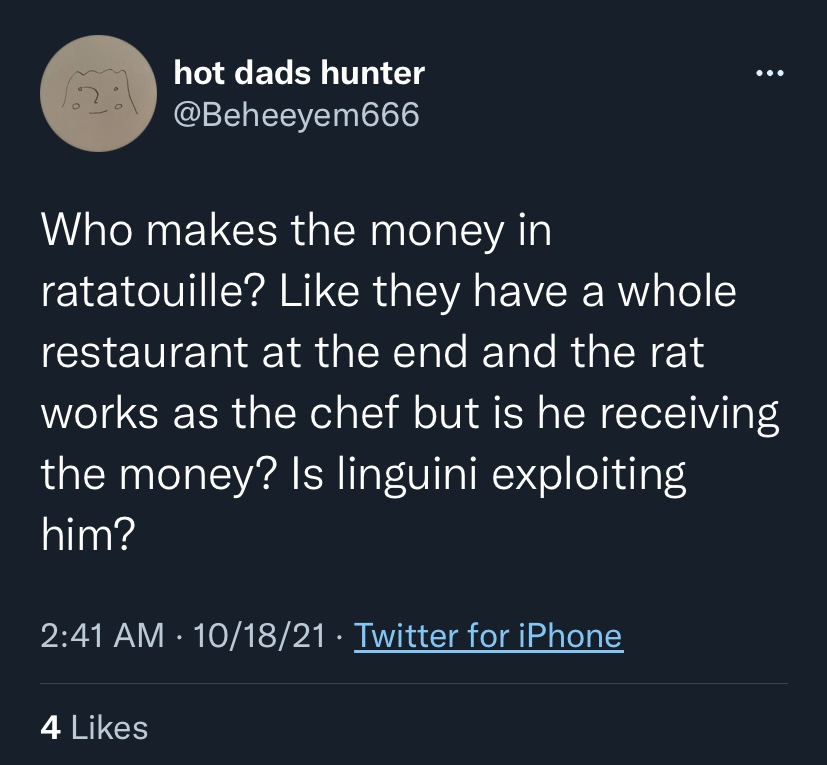 hot dads hunter
@Beheeyem666
Who makes the money in
ratatouille? Like they have a whole
restaurant at the end and the rat
works as the chef but is he receiving
the money? Is linguini exploiting
him?
2:41 AM · 10/18/21 · Twitter for iPhone
4 Likes